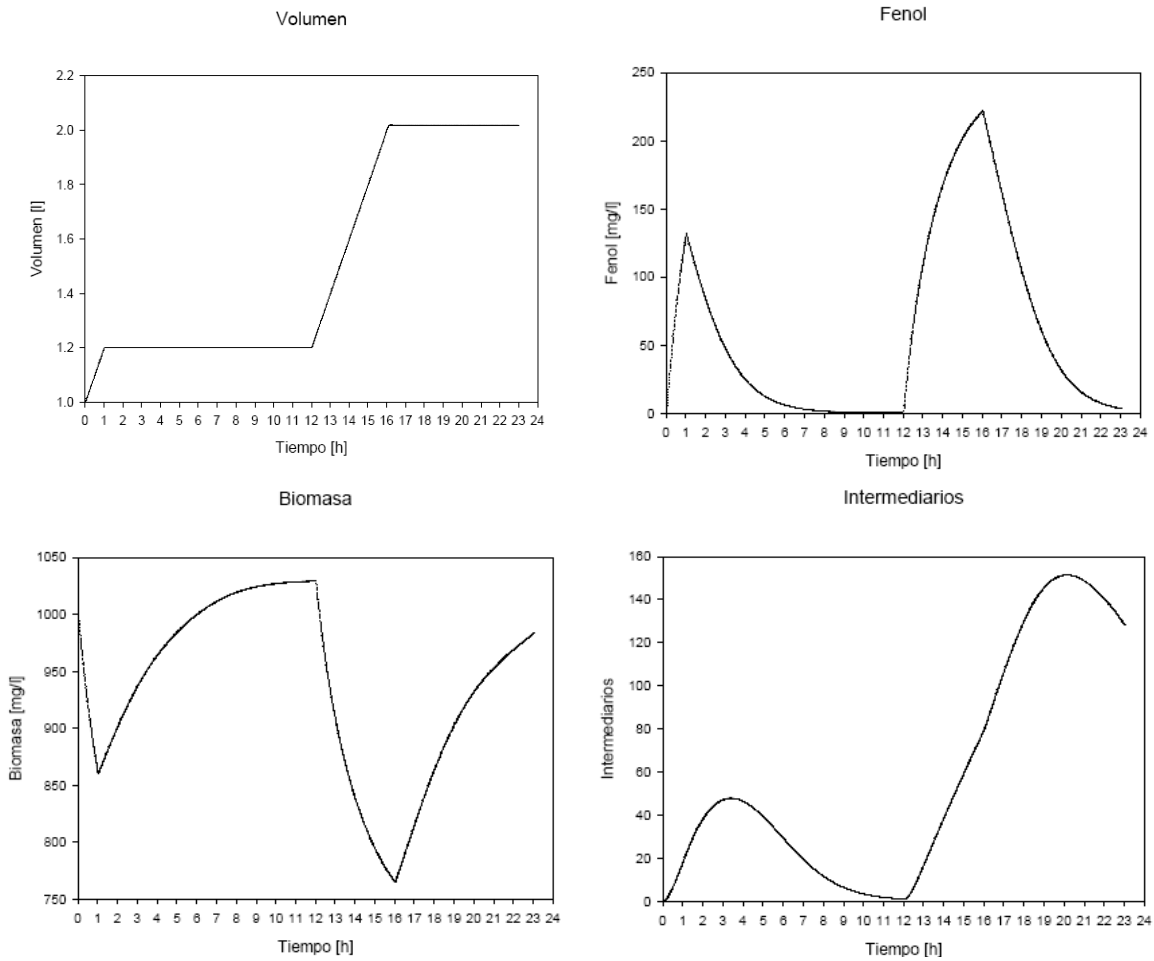 Volumen
2.2
2.0
1.8
1.6
1.4
1.2
1.0
Volumen [l]
0 1 2 3 4 5 6 7 8 9 10 11 12 13 14 15 16 17 18 19 20 21 22 23 24
Tiempo [h]
Fenol
250
200
150
100
50
0
Fenol [mg/l]
0 1 2 3 4 5 6 7 8 9 10 11 12 13 14 15 16 17 18 19 20 21 22 23 24
Tiempo [h]
Biomasa
1050
1000
950
900
850
800
750
Biomasa [mg/l]
0 1 2 3 4 5 6 7 8 9 10 11 12 13 14 15 16 17 18 19 20 21 22 23 24
Tiempo [h]
Intermediarios
160
140
120
100
80
60
40
20
0
Intermediarios
0 1 2 3 4 5 6 7 8 9 10 11 12 13 14 15 16 17 18 19 20 21 22 23 24
Tiempo [h]